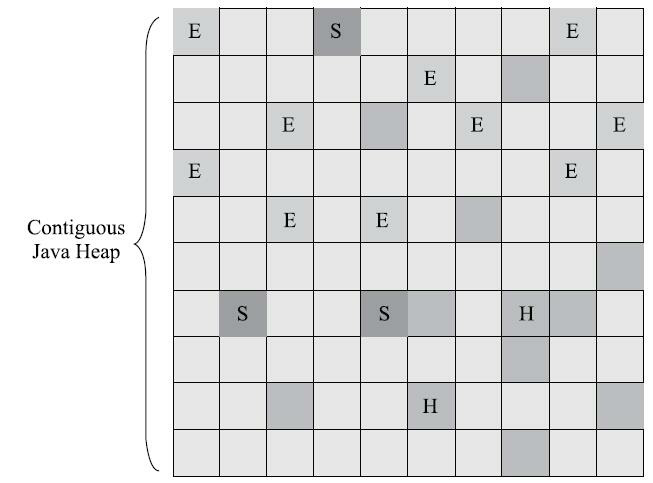 E S E
E
E E E
E E
E E
Contiguous
Java Heap
S S H
H